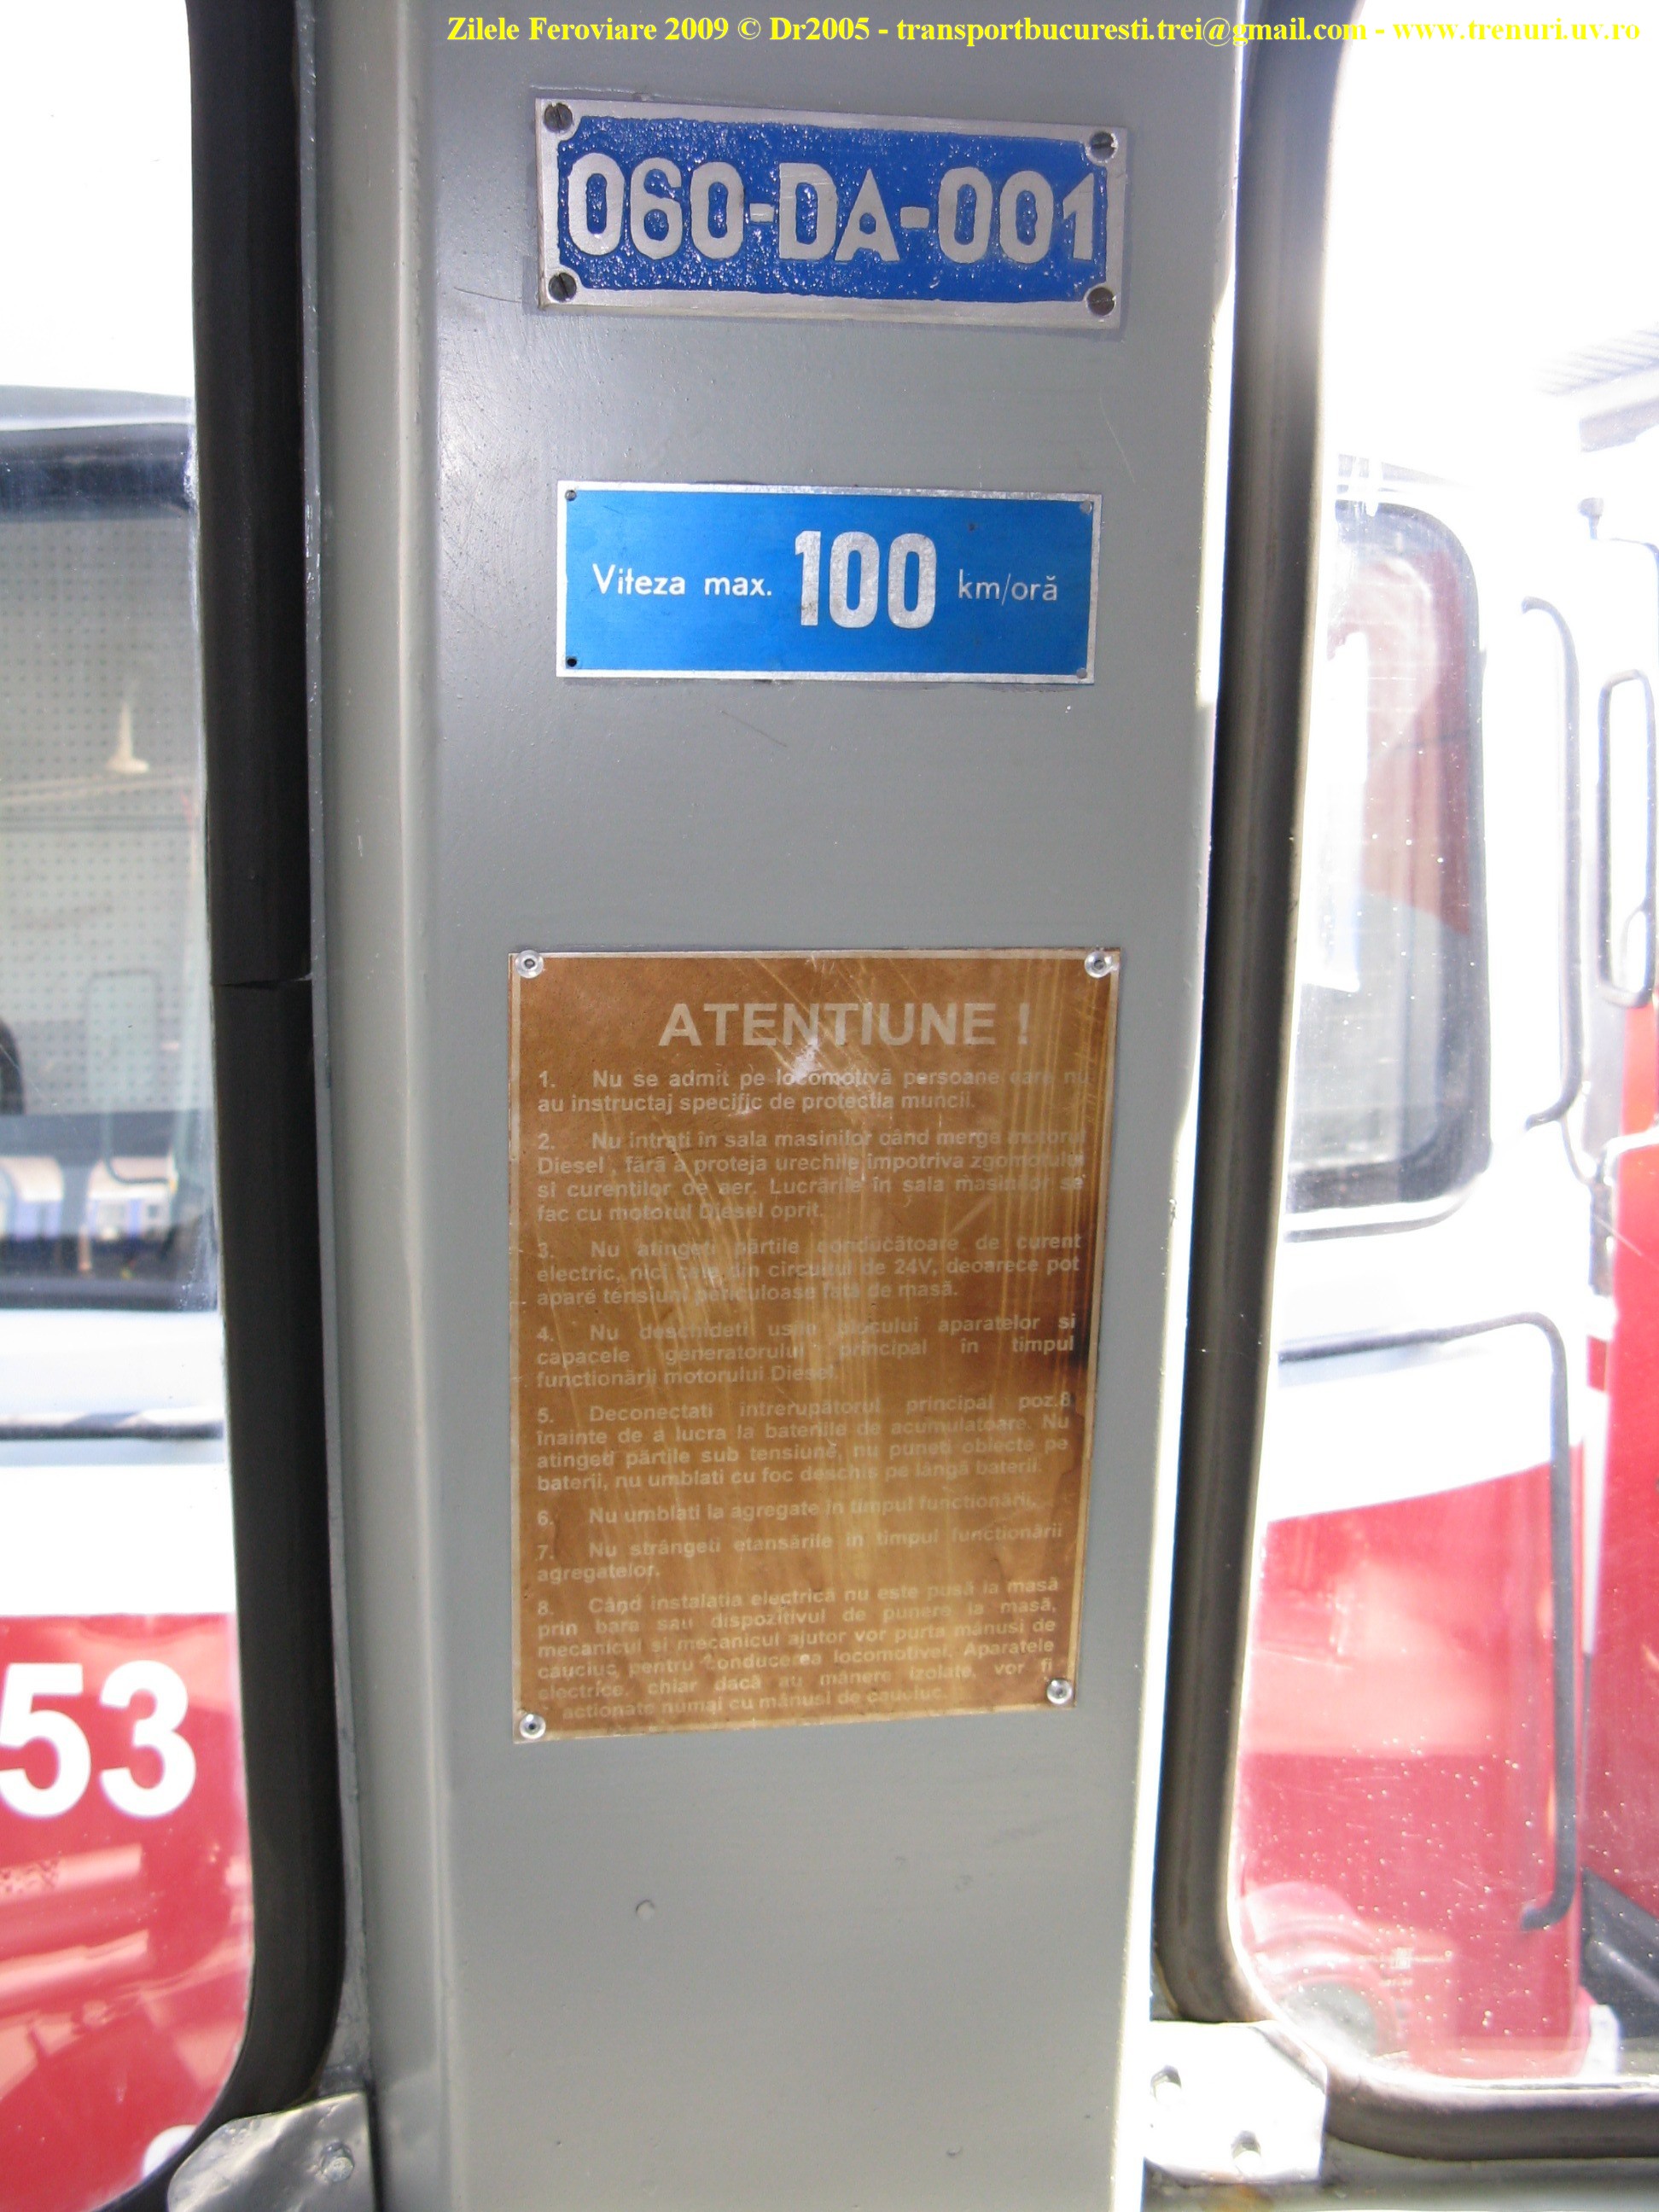 Zilele Feroviare 2009 © Dr2005 - transportbucuresti.trei@gmail.com - www.trenuri.uv.ro
060-DA-001
Viteza max. 100 km/oră
ATENTIUNE !
1. Nu se admit pe locomotivă persoane care nu
au instructaj specific de protectia muncii.
2. Nu intrati în sala masinilor când merge motorul
Diesel , fără a proteja urechile împotriva zgomotului
si curentilor de aer. Lucrările în sala masinilor se
fac cu motorul Diesel oprit.
3. Nu atingeti părtile conducătoare de curent
electric, nici cele din circuitul de 24V, deoarece pot
apare tensiuni periculoase fată de masă.
4. Nu deschideti usile blocului aparatelor si
capacele generatorului principal in timpul
functionării motorului Diesel.
5. Deconectati intrerupătorul principal poz.8
înainte de a lucra la bateriile de acumulatoare. Nu
atingeti părtile sub tensiune, nu puneti obiecte pe
baterii, nu umblati cu foc deschis pe lângă baterii.
6. Nu umblati la agregate in timpul functionării.
7. Nu strângeti etansările in timpul functionării
agregatelor.
8. Când instalatia electrică nu este pusă la masă
prin bara sau dispozitivul de punere la masă,
mecanicul si mecanicul ajutor vor purta mănusi de
cauciuc pentru conducerea locomotivei. Aparatele
electrice, chiar dacă au mânere izolate, vor fi
actionate numai cu mănusi de cauciuc.
53